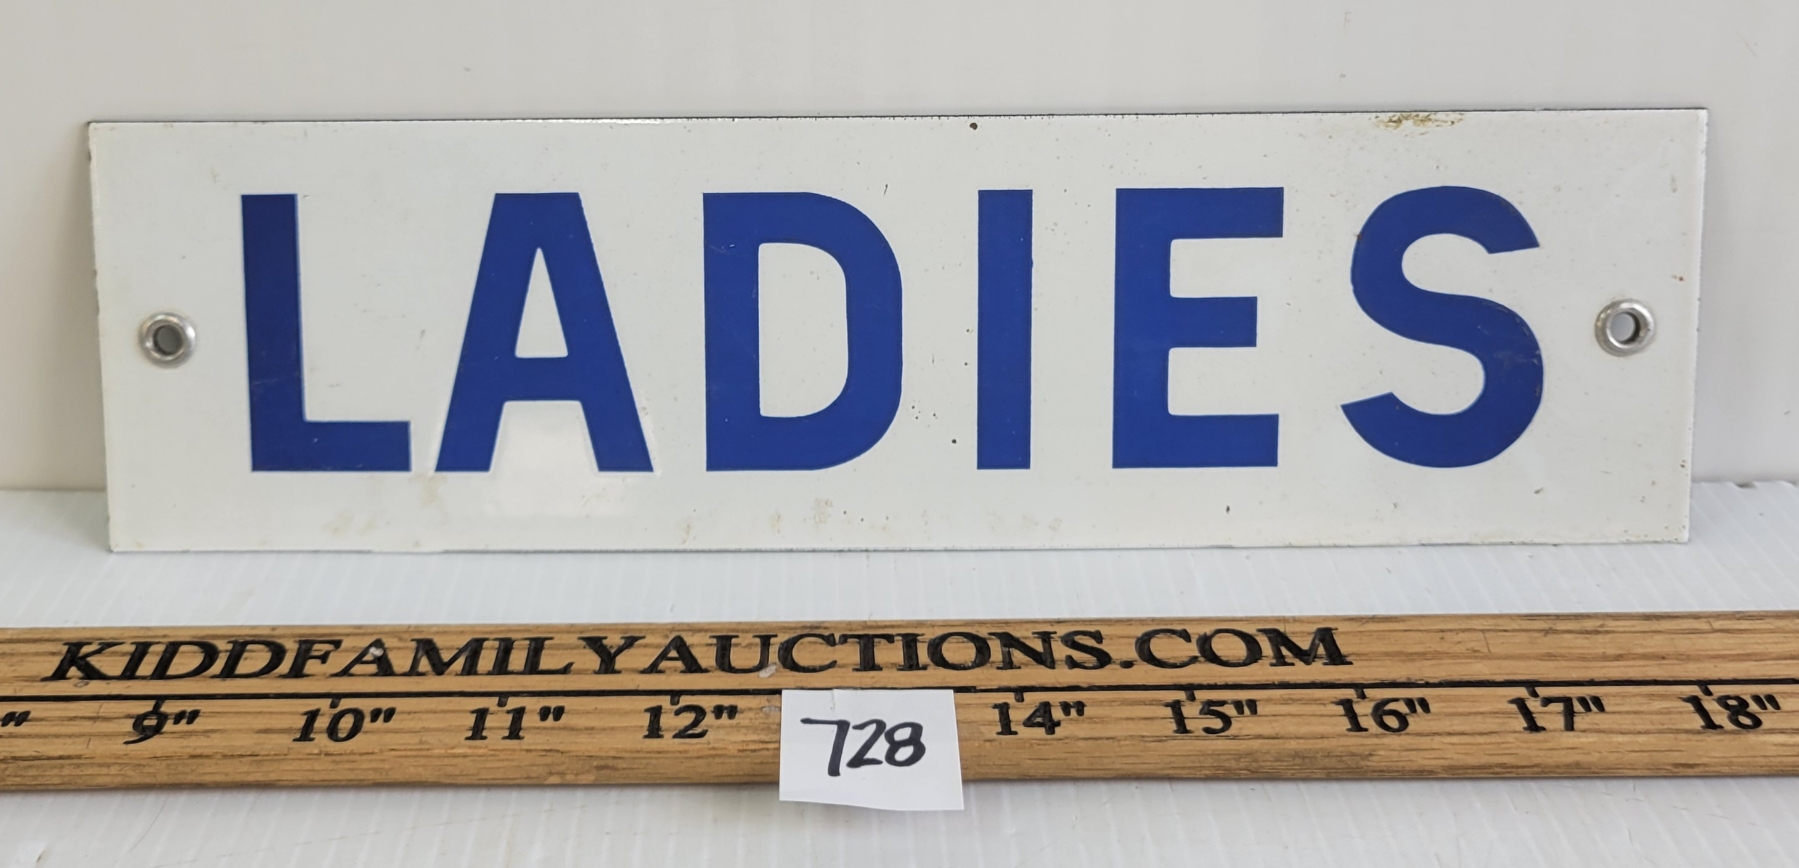 LADIES
KIDDFAMILYAUCTIONS.COM
9" 10" 11" 12" 14" 15" 16" 17" 18"
728